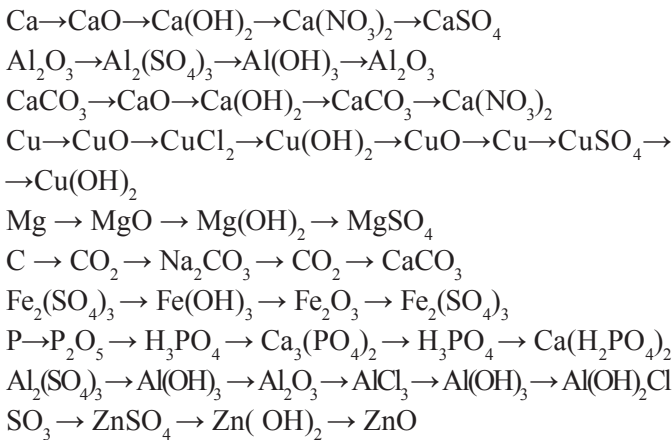 Ca→CaO→Ca(OH)₂→Ca(NO₃)₂→CaSO₄
Al₂O₃→Al₂(SO₄)₃→Al(OH)₃→Al₂O₃
CaCO₃→CaO→Ca(OH)₂→CaCO₃→Ca(NO₃)₂
Cu→CuO→CuCl₂→Cu(OH)₂→CuO→Cu→CuSO₄→
→Cu(OH)₂
Mg → MgO → Mg(OH)₂ → MgSO₄
C → CO₂ → Na₂CO₃ → CO₂ → CaCO₃
Fe₂(SO₄)₃ → Fe(OH)₃ → Fe₂O₃ → Fe₂(SO₄)₃
P→P₂O₅→ H₃PO₄→ Ca₃(PO₄)₂ → H₃PO₄→ Ca(H₂PO₄)₂
Al₂(SO₄)₃→Al(OH)₃→Al₂O₃→AlCl₃→Al(OH)₃→Al(OH)₂Cl
SO₃→ ZnSO₄→ Zn( OH)₂→ ZnO